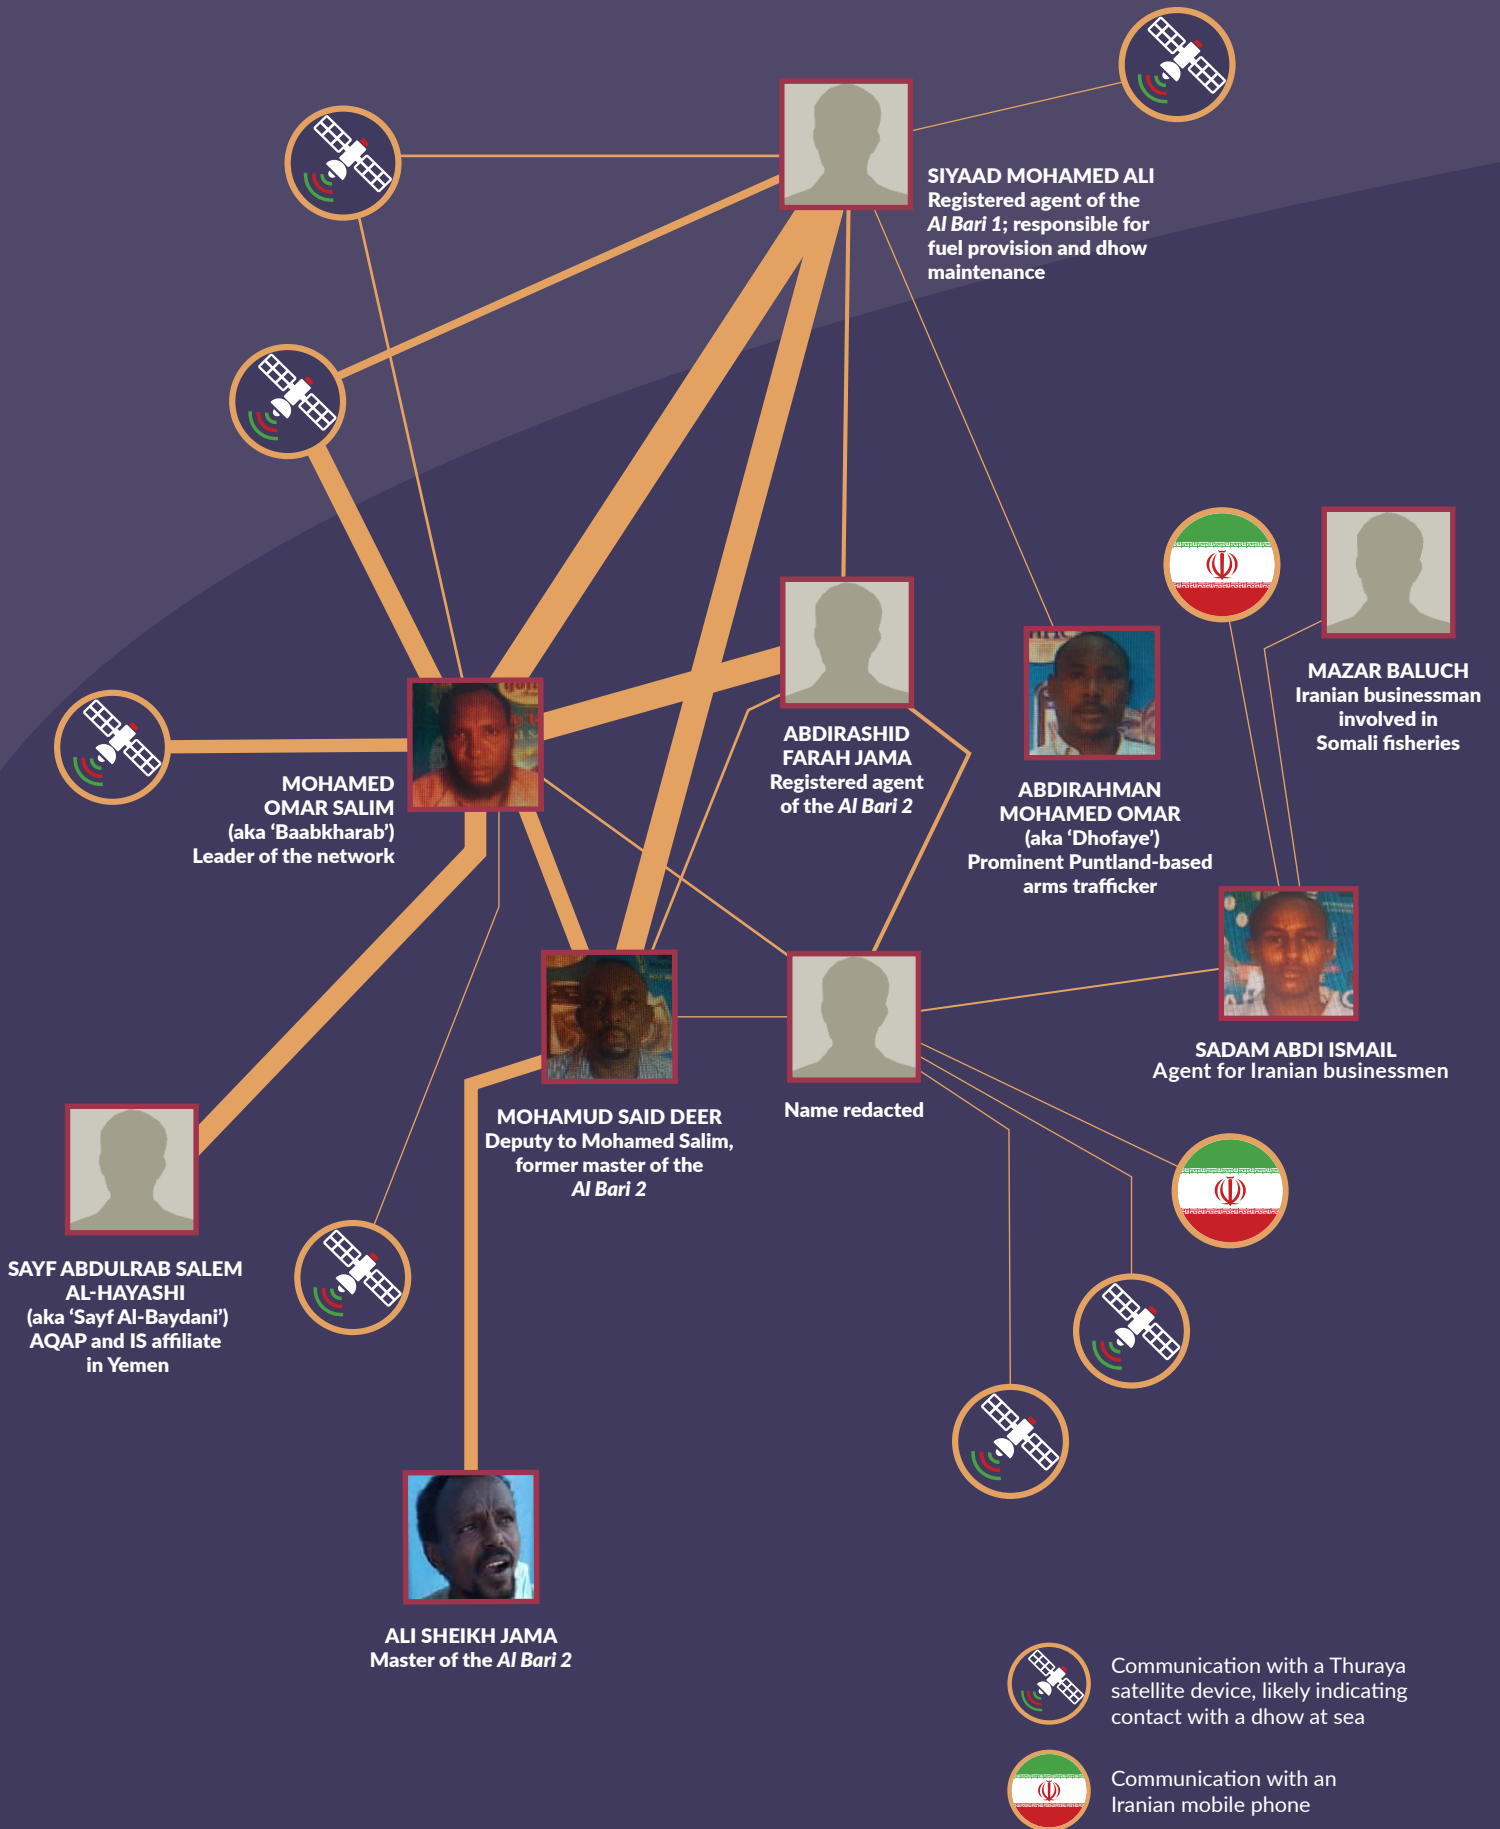 SIYAAD MOHAMED ALI
Registered agent of the
Al Bari 1; responsible for
fuel provision and dhow
maintenance
MAZAR BALUCH
Iranian businessman
involved in
Somali fisheries
ABDIRASHID
FARAH JAMA
Registered agent
of the Al Bari 2
MOHAMED
OMAR SALIM
(aka ‘Baabkharab’)
Leader of the network
ABDIRAHMAN
MOHAMED OMAR
(aka ‘Dhofaye’)
Prominent Puntland-based
arms trafficker
SADAM ABDI ISMAIL
Agent for Iranian businessmen
MOHAMUD SAID DEER
Deputy to Mohamed Salim,
former master of the
Al Bari 2
Name redacted
SAYF ABDULRAB SALEM
AL-HAYASHI
(aka ‘Sayf Al-Baydani’)
AQAP and IS affiliate
in Yemen
ALI SHEIKH JAMA
Master of the Al Bari 2
Communication with a Thuraya
satellite device, likely indicating
contact with a dhow at sea
Communication with an
Iranian mobile phone